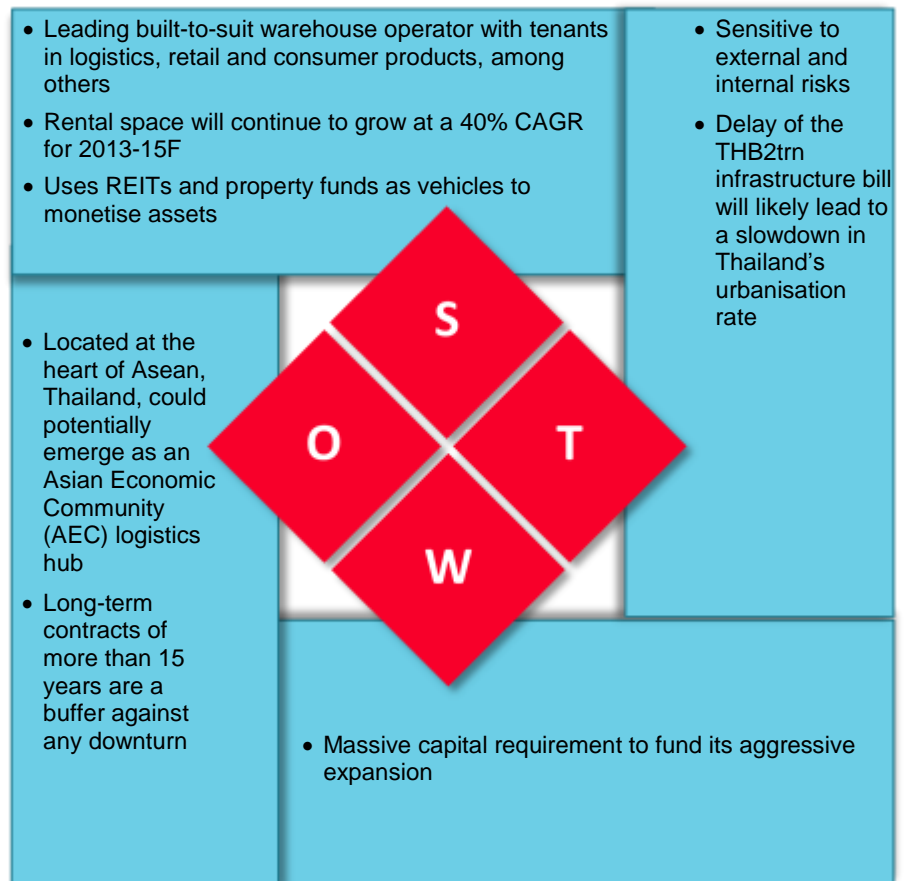 • Leading built-to-suit warehouse operator with tenants
in logistics, retail and consumer products, among
others
• Rental space will continue to grow at a 40% CAGR
for 2013-15F
• Uses REITs and property funds as vehicles to
monetise assets
• Sensitive to
external and
internal risks
• Delay of the
THB2trn
infrastructure bill
will likely lead to
a slowdown in
Thailand’s
urbanisation
rate
• Located at the
heart of Asean,
Thailand, could
potentially
emerge as an
Asian Economic
Community
(AEC) logistics
hub
• Long-term
contracts of
more than 15
years are a
buffer against
any downturn
S
O
T
W
• Massive capital requirement to fund its aggressive
expansion